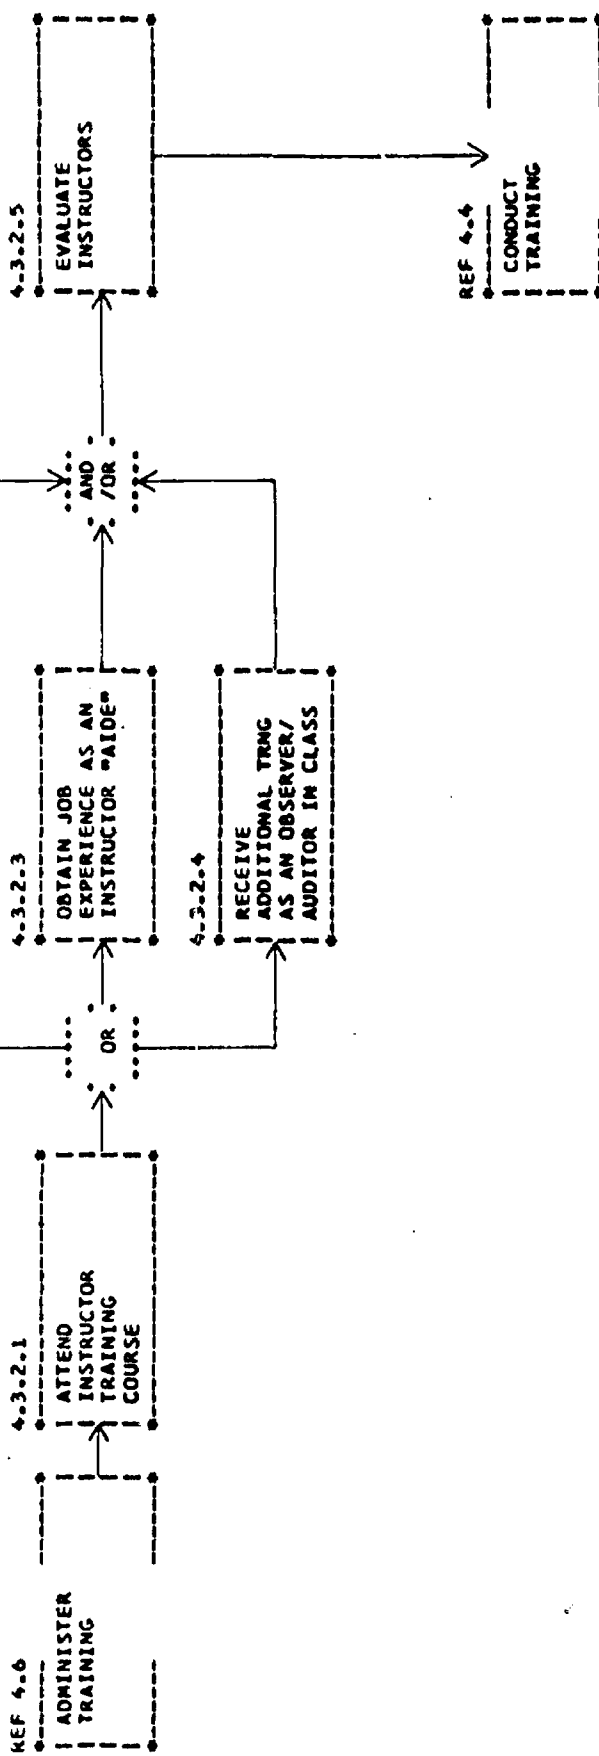 REF 4.6
ADMINISTER
TRAINING
4.3.2.1
ATTEND
INSTRUCTOR
TRAINING
COURSE
OR
4.3.2.3
OBTAIN JOB
EXPERIENCE AS AN
INSTRUCTOR "AIDE"
4.3.2.4
RECEIVE
ADDITIONAL TRNG
AS AN OBSERVER/
AUDITOR IN CLASS
AND
/OR
4.3.2.5
EVALUATE
INSTRUCTORS
REF 4.4
CONDUCT
TRAINING